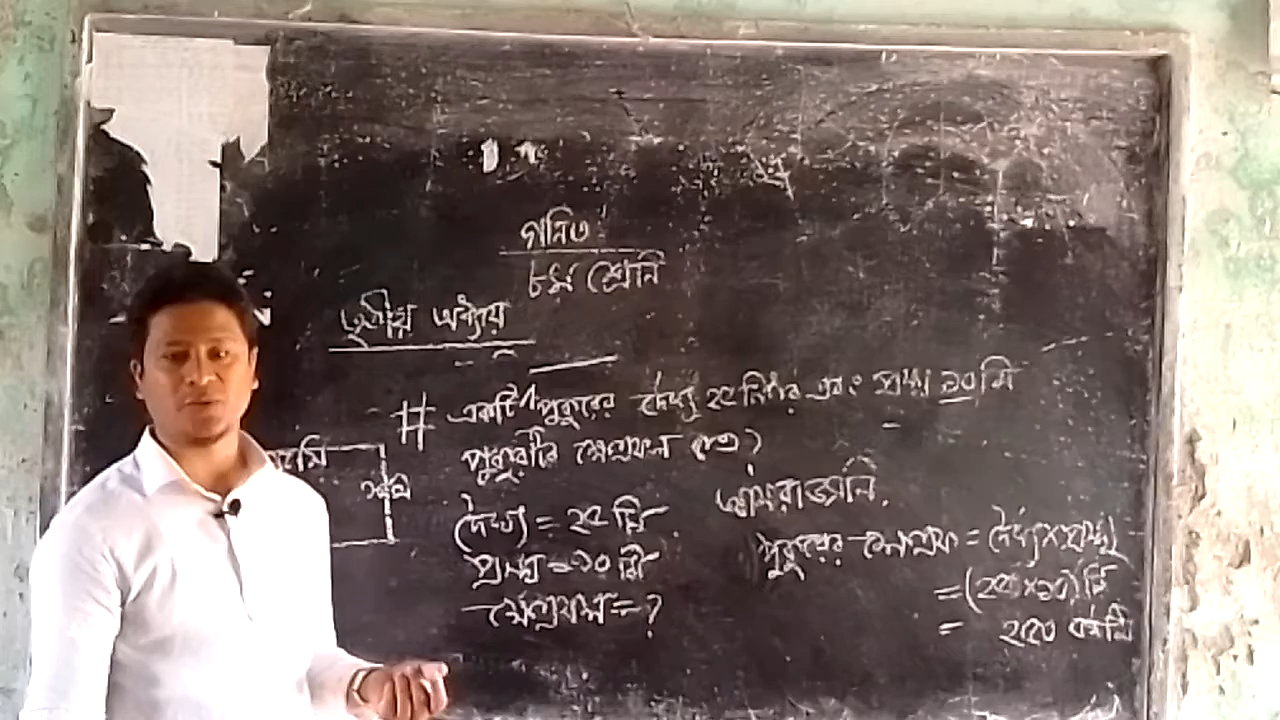 গনিত
৮ম শ্রেনি
তৃতীয় অধ্যায়
# একটি পুকুরের দৈর্ঘ্য ২৫ মিটার এবং প্রস্থ ১০ মি
পুকুরটির ক্ষেত্রফল কত?
দৈর্ঘ্য = ২৫ মি
প্রস্থ = ১০ মি
ক্ষেত্রফল = ?
আমরা জানি,
পুকুরের ক্ষেত্রফল = দৈর্ঘ্য × প্রস্থ
= (২৫ × ১০) মি
= ২৫০ বর্গমি